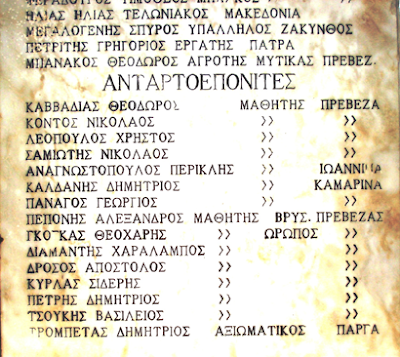 ΤΙΜΟΘΕΟΣ
ΗΛΙΑΣ ΗΛΙΑΣ ΤΕΛΩΝΙΑΚΟΣ ΜΑΚΕΔΟΝΙΑ
ΜΕΓΑΛΟΓΕΝΗΣ ΣΠΥΡΟΣ ΥΠΑΛΛΗΛΟΣ ΖΑΚΥΝΘΟΣ
ΠΕΤΡΙΤΗΣ ΓΡΗΓΟΡΙΟΣ ΕΡΓΑΤΗΣ ΠΑΤΡΑ
ΜΠΑΝΑΚΟΣ ΘΕΟΔΩΡΟΣ ΑΓΡΟΤΗΣ ΜΥΤΙΚΑΣ ΠΡΕΒΕΖ.
ΑΝΤΑΡΤΟΕΠΟΝΙΤΕΣ
ΚΑΒΒΑΔΙΑΣ ΘΕΟΔΩΡΟΣ ΜΑΘΗΤΗΣ ΠΡΕΒΕΖΑ
ΚΟΝΤΟΣ ΝΙΚΟΛΑΟΣ >> >>
ΛΕΟΠΟΥΛΟΣ ΧΡΗΣΤΟΣ >> >>
ΣΑΜΙΩΤΗΣ ΝΙΚΟΛΑΟΣ >> >>
ΑΝΑΓΝΩΣΤΟΠΟΥΛΟΣ ΠΕΡΙΚΛΗΣ >> ΙΩΑΝΝΙΝΑ
ΚΑΛΔΑΝΗΣ ΔΗΜΗΤΡΙΟΣ >> ΚΑΜΑΡΙΝΑ
ΠΑΝΑΓΟΣ ΓΕΩΡΓΙΟΣ >> >>
ΠΕΠΟΝΗΣ ΑΛΕΞΑΝΔΡΟΣ ΜΑΘΗΤΗΣ ΒΡΥΣ. ΠΡΕΒΕΖΑΣ
ΓΚΟΓΚΑΣ ΘΕΟΧΑΡΗΣ >> ΩΡΩΠΟΣ >>
ΔΙΑΜΑΝΤΗΣ ΧΑΡΑΛΑΜΠΟΣ >> >>
ΔΡΟΣΟΣ ΑΠΟΣΤΟΛΟΣ >> >>
ΚΥΡΛΑΣ ΣΙΔΕΡΗΣ >> >>
ΠΕΤΡΗΣ ΔΗΜΗΤΡΙΟΣ >> >>
ΤΣΟΥΚΗΣ ΒΑΣΙΛΕΙΟΣ >> >>
ΤΡΟΜΠΕΤΑΣ ΔΗΜΗΤΡΙΟΣ ΑΞΙΩΜΑΤΙΚΟΣ ΠΑΡΓΑ